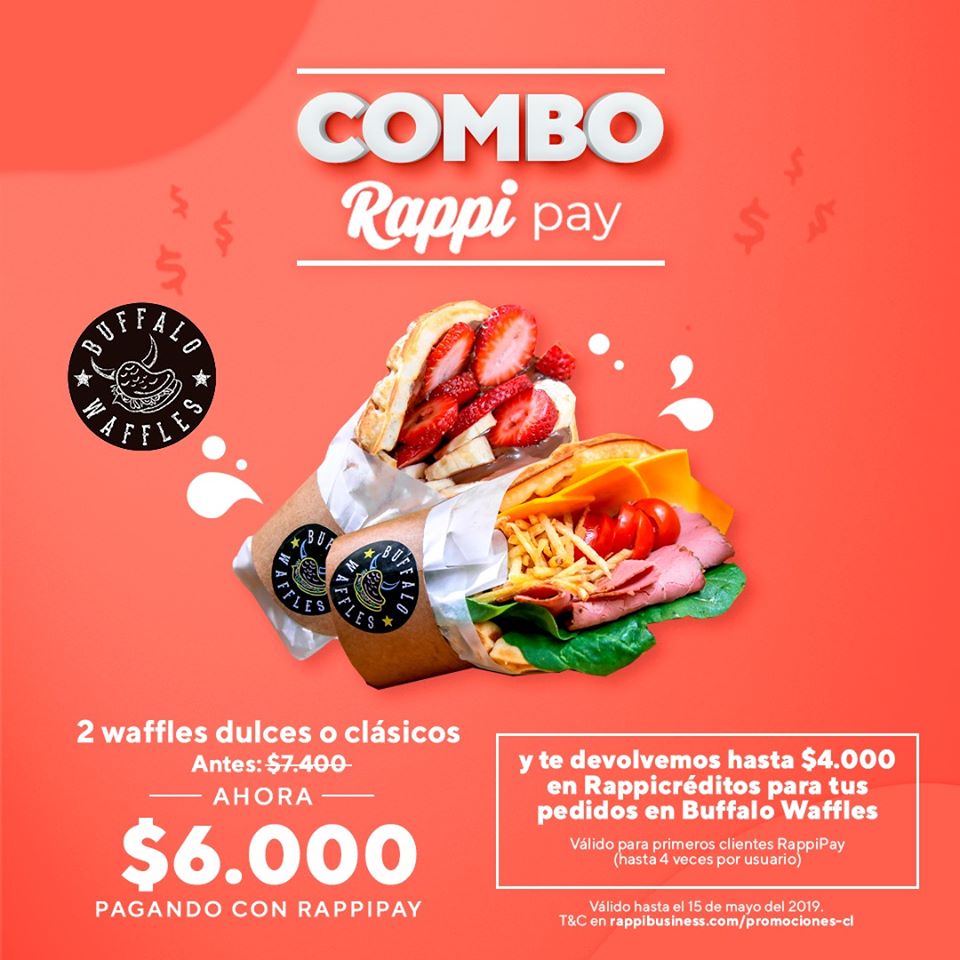 COMBO
Rappi pay
BUFFALO
WAFFLES
BUFFALO
WAFFLES
BUFFALO
WAFFLES
2 waffles dulces o clásicos
Antes: $7.400
AHORA
$6.000
PAGANDO CON RAPPIPAY
y te devolvemos hasta $4.000
en Rappicréditos para tus
pedidos en Buffalo Waffles
Válido para primeros clientes RappiPay
(hasta 4 veces por usuario)
Válido hasta el 15 de mayo del 2019.
T&C en rappibusiness.com/promociones-cl